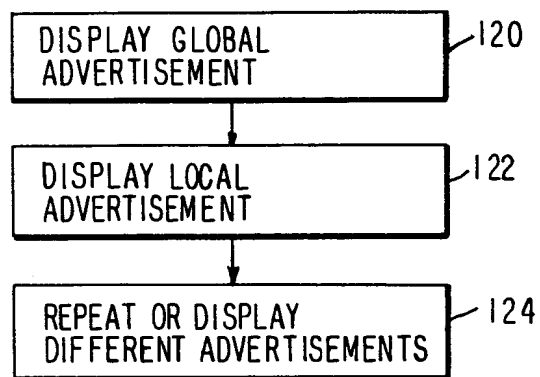 DISPLAY GLOBAL
ADVERTISEMENT
120
DISPLAY LOCAL
ADVERTISEMENT
122
REPEAT OR DISPLAY
DIFFERENT ADVERTISEMENTS
124